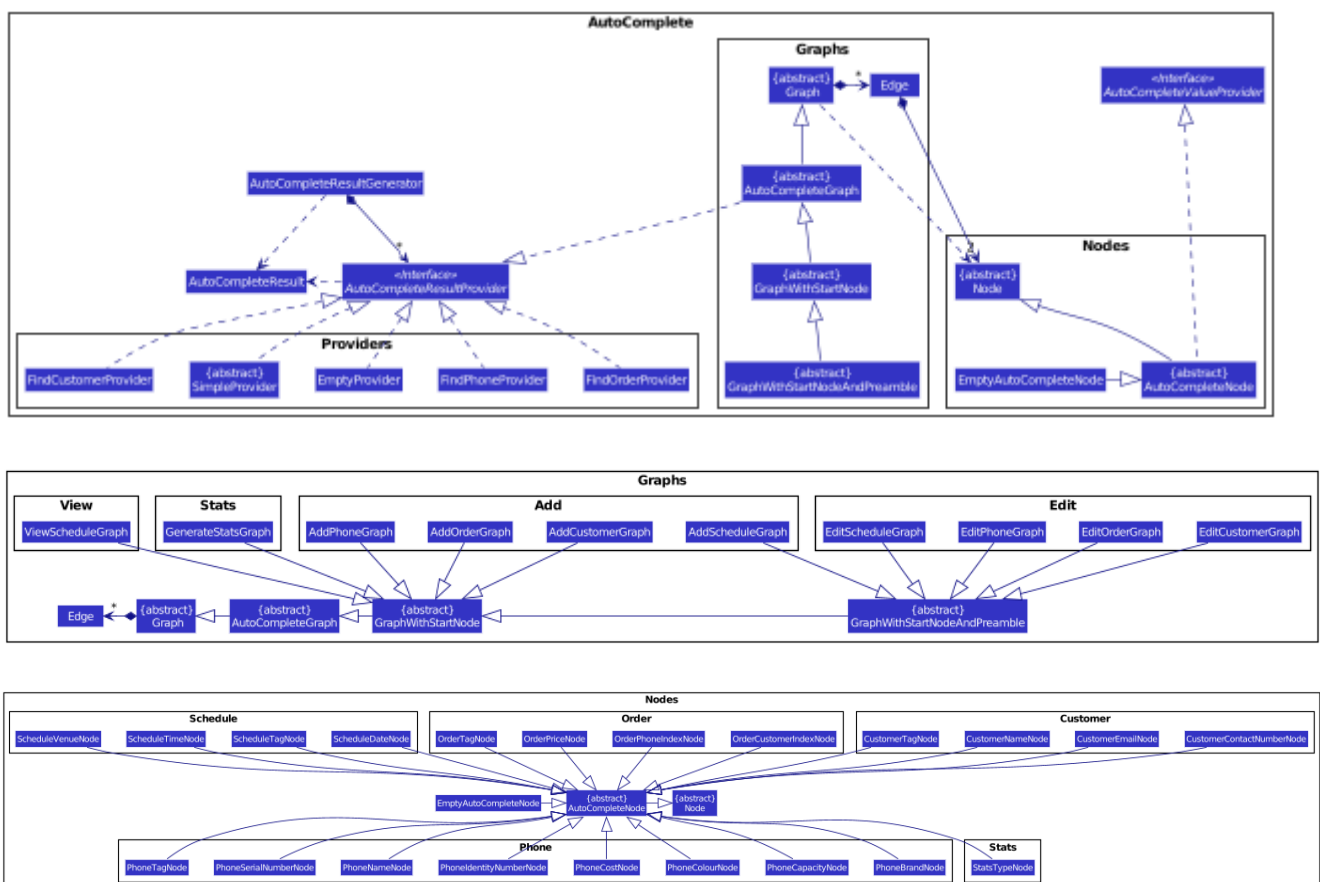 AutoComplete
Graphs
{abstract}
Graph
*
Edge
«Interface»
AutoCompleteValueProvider
AutoCompleteResultGenerator
{abstract}
AutoCompleteGraph
*
Nodes
AutoCompleteResult
«Interface»
AutoCompleteResultProvider
{abstract}
GraphWithStartNode
2
{abstract}
Node
Providers
FindCustomerProvider
{abstract}
SimpleProvider
EmptyProvider
FindPhoneProvider
FindOrderProvider
{abstract}
GraphWithStartNodeAndPreamble
EmptyAutoCompleteNode
{abstract}
AutoCompleteNode
Graphs
View
Stats
Add
Edit
ViewScheduleGraph
GenerateStatsGraph
AddPhoneGraph
AddOrderGraph
AddCustomerGraph
AddScheduleGraph
EditScheduleGraph
EditPhoneGraph
EditOrderGraph
EditCustomerGraph
Edge
*
{abstract}
Graph
{abstract}
AutoCompleteGraph
{abstract}
GraphWithStartNode
{abstract}
GraphWithStartNodeAndPreamble
Nodes
Schedule
Order
Customer
ScheduleVenueNode
ScheduleTimeNode
ScheduleTagNode
ScheduleDateNode
OrderTagNode
OrderPriceNode
OrderPhoneIndexNode
OrderCustomerIndexNode
CustomerTagNode
CustomerNameNode
CustomerEmailNode
CustomerContactNumberNode
EmptyAutoCompleteNode
{abstract}
AutoCompleteNode
{abstract}
Node
Phone
Stats
PhoneTagNode
PhoneSerialNumberNode
PhoneNameNode
PhoneIdentityNumberNode
PhoneCostNode
PhoneColourNode
PhoneCapacityNode
PhoneBrandNode
StatsTypeNode